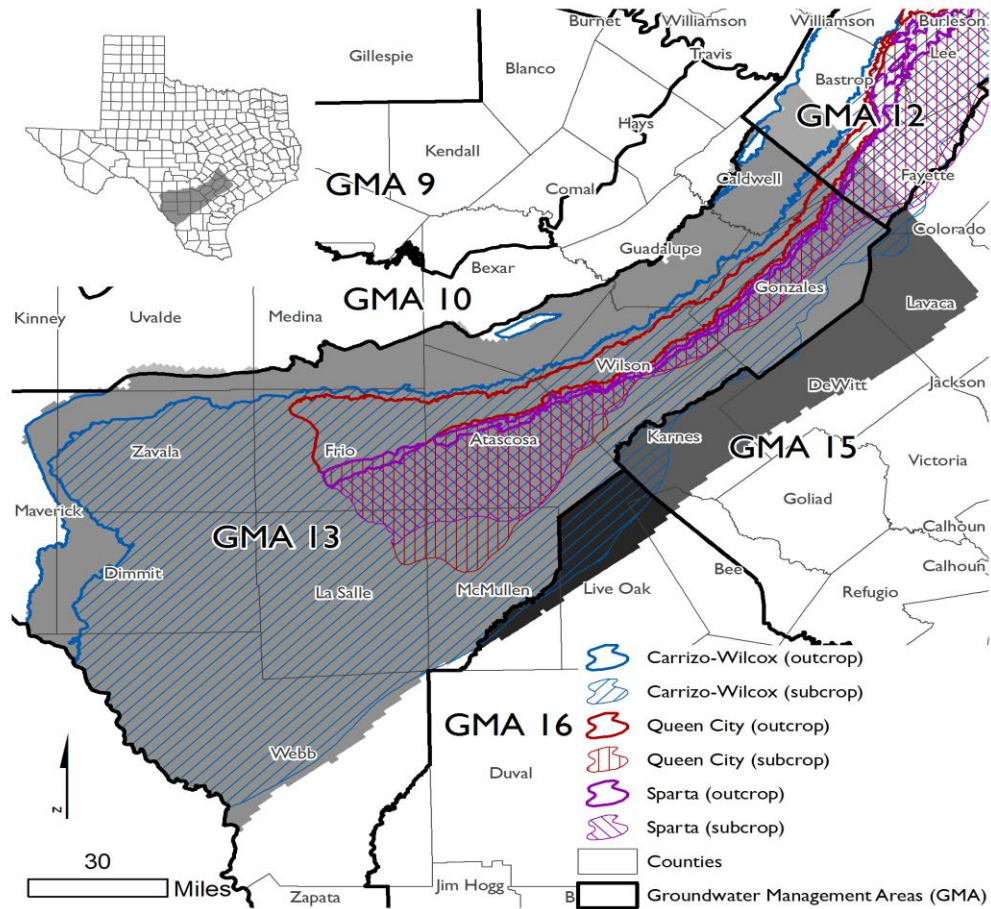 Burnet
Williamson
Williamson
Burleson
Gillespie
Travis
Lee
Blanco
Bastrop
GMA 12
Hays
Kendall
GMA 9
Caldwell
Fayette
Comal
Colorado
Guadalupe
Bexar
Gonzales
GMA 10
Lavaca
Kinney
Uvalde
Medina
Wilson
DeWitt
Jackson
Zavala
Frio
Atascosa
Karnes
GMA 15
Victoria
Maverick
Goliad
GMA 13
Calhoun
Dimmit
Bee
Calhoun
La Salle
McMullen
Live Oak
Refugio
Carrizo-Wilcox (outcrop)
Carrizo-Wilcox (subcrop)
GMA 16
Queen City (outcrop)
Webb
Queen City (subcrop)
Duval
Sparta (outcrop)
N
Sparta (subcrop)
30
Counties
Miles
Jim Hogg
B
Zapata
Groundwater Management Areas (GMA)